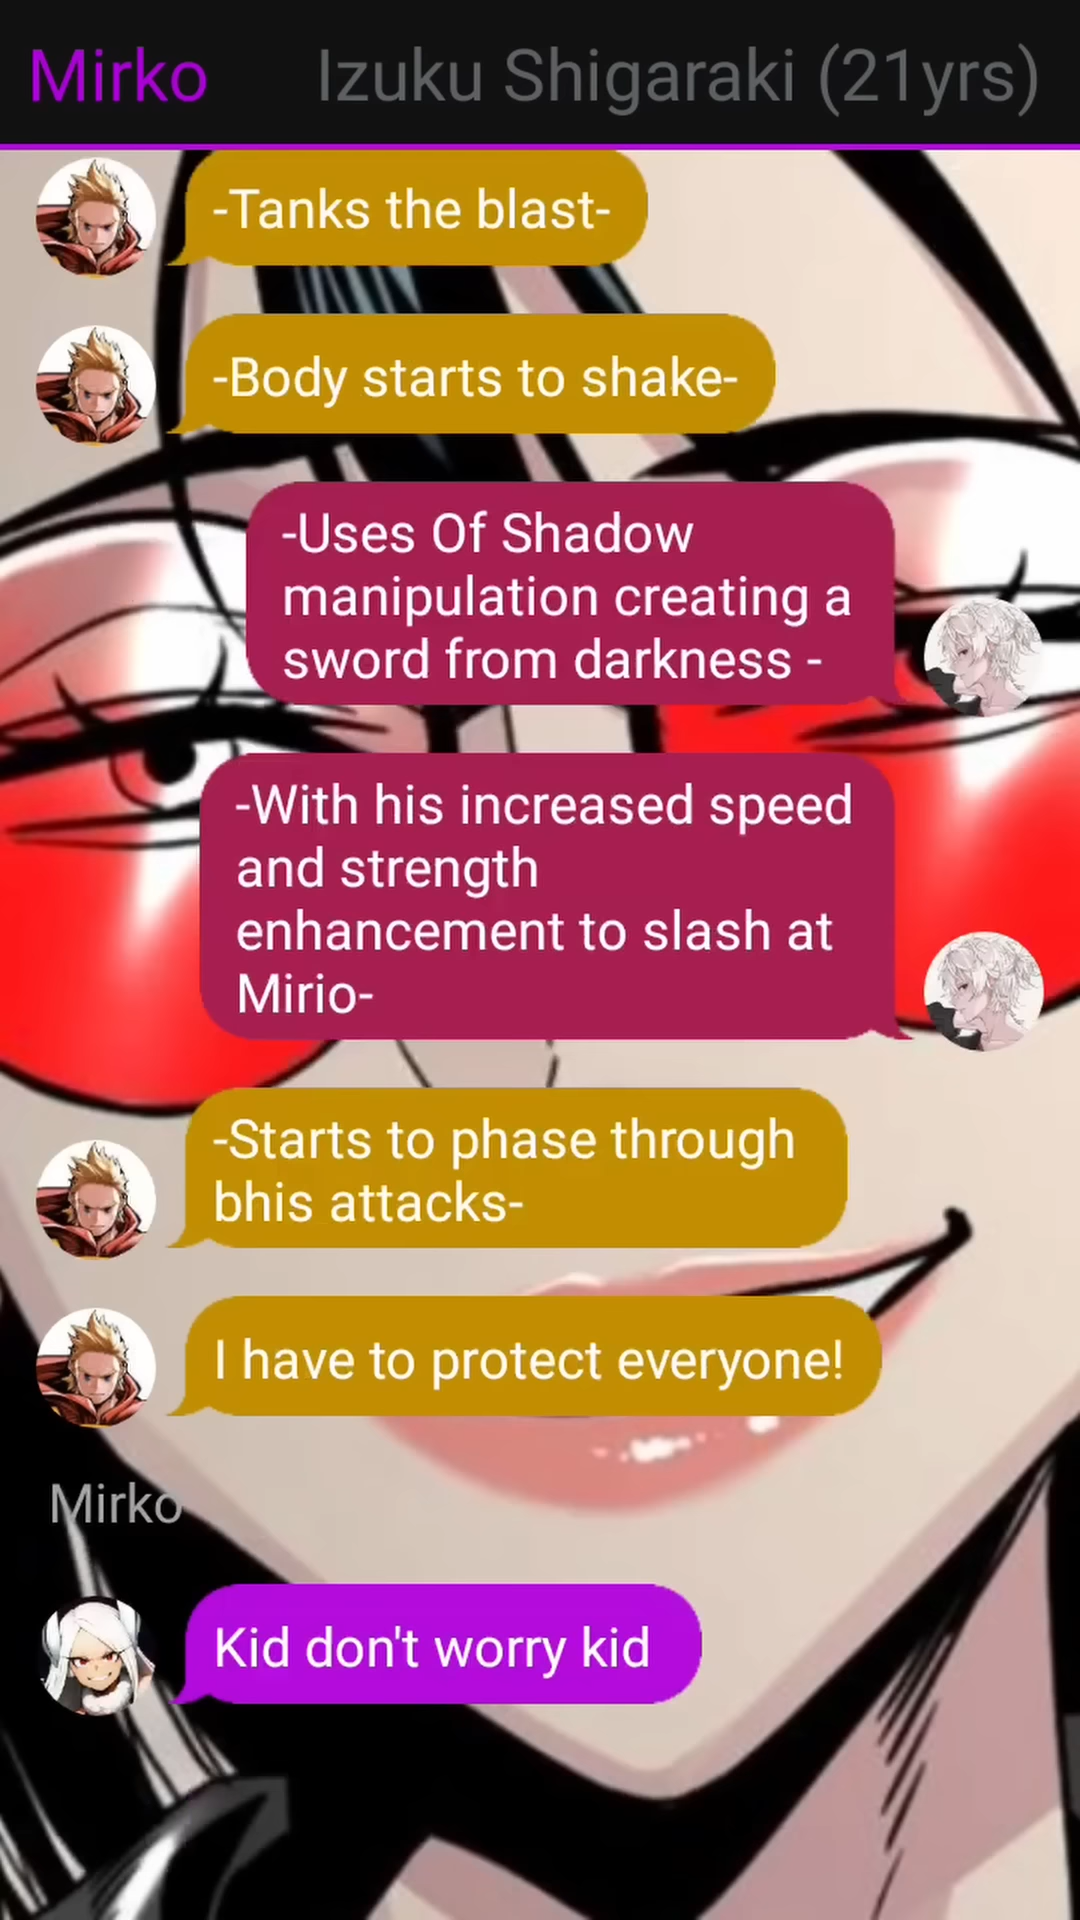 Mirko Izuku Shigaraki (21yrs)
-Tanks the blast-
-Body starts to shake-
-Uses Of Shadow
manipulation creating a
sword from darkness -
-With his increased speed
and strength
enhancement to slash at
Mirio-
-Starts to phase through
bhis attacks-
I have to protect everyone!
Mirko
Kid don't worry kid